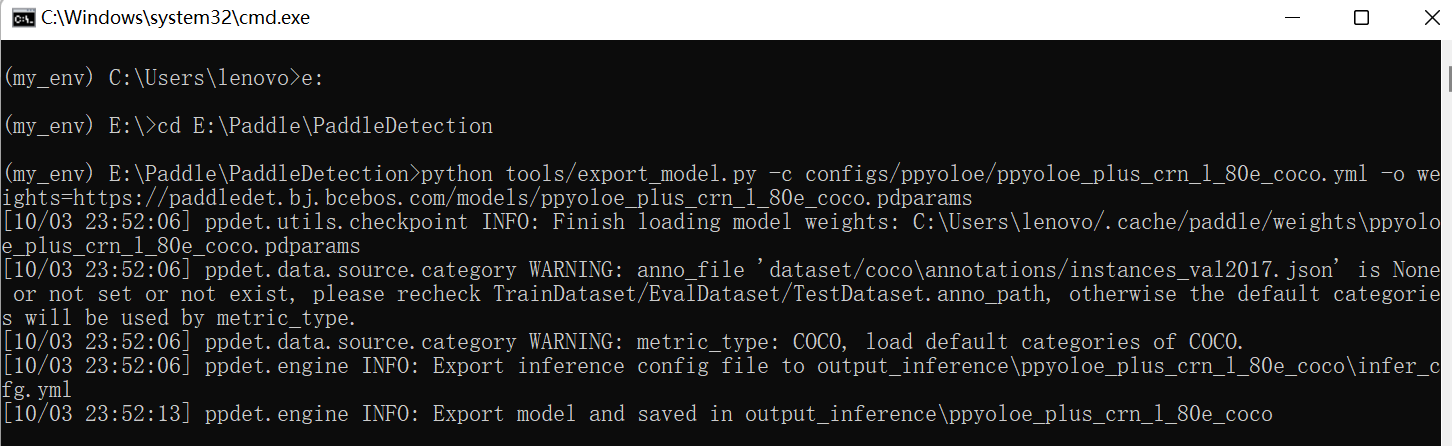 C:\Windows\system32\cmd.exe
(my_env) C:\Users\lenovo>e:
(my_env) E:\>cd E:\Paddle\PaddleDetection
(my_env) E:\Paddle\PaddleDetection>python tools/export_model.py -c configs/ppyoloe/ppyoloe_plus_crn_l_80e_coco.yml -o we
ights=https://paddledet.bj.bcebos.com/models/ppyoloe_plus_crn_l_80e_coco.pdparams
[10/03 23:52:06] ppdet.utils.checkpoint INFO: Finish loading model weights: C:\Users\lenovo/.cache/paddle/weights\ppyolo
e_plus_crn_l_80e_coco.pdparams
[10/03 23:52:06] ppdet.data.source.category WARNING: anno_file 'dataset/coco\annotations/instances_val2017.json' is None
 or not set or not exist, please recheck TrainDataset/EvalDataset/TestDataset.anno_path, otherwise the default categorie
s will be used by metric_type.
[10/03 23:52:06] ppdet.data.source.category WARNING: metric_type: COCO, load default categories of COCO.
[10/03 23:52:06] ppdet.engine INFO: Export inference config file to output_inference\ppyoloe_plus_crn_l_80e_coco\infer_c
fg.yml
[10/03 23:52:13] ppdet.engine INFO: Export model and saved in output_inference\ppyoloe_plus_crn_l_80e_coco